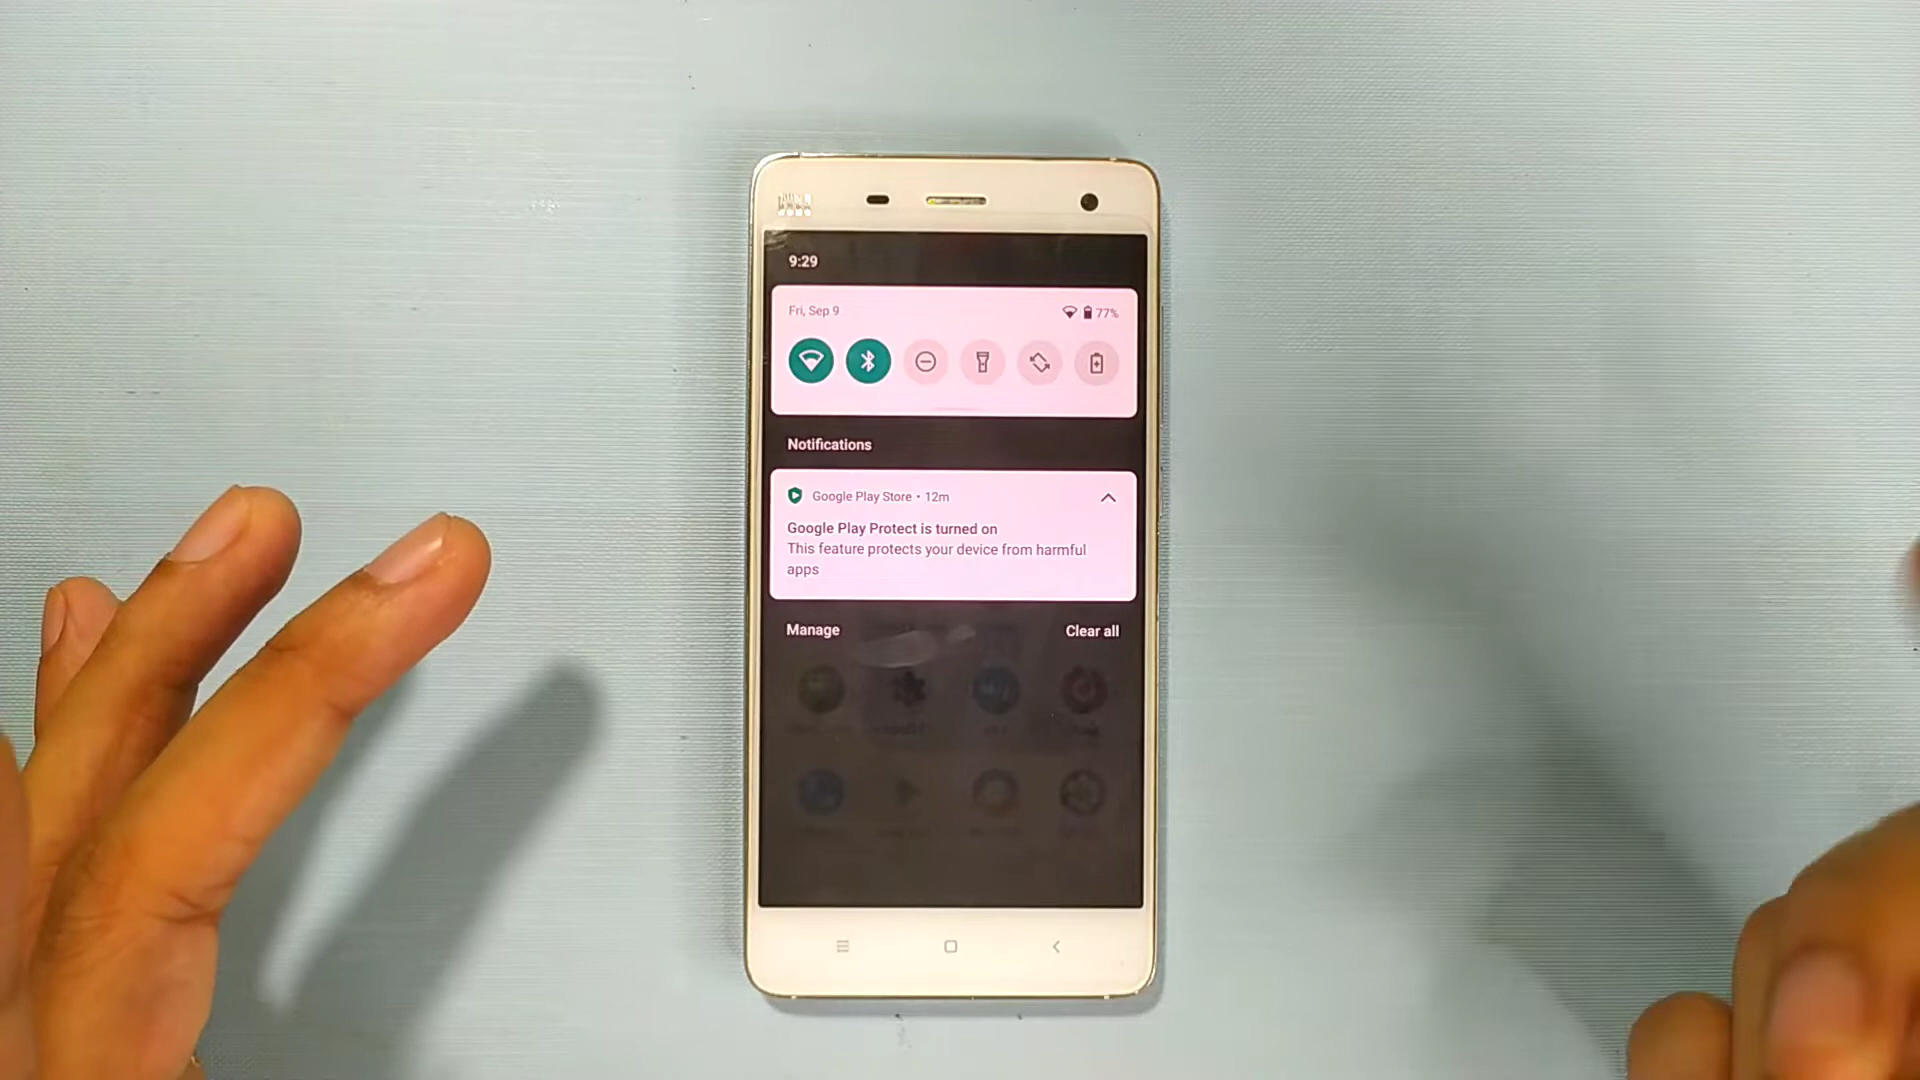 9:29
Fri, Sep 9
77%
Notifications
Google Play Store • 12m
Google Play Protect is turned on
This feature protects your device from harmful
apps
Manage
Clear all